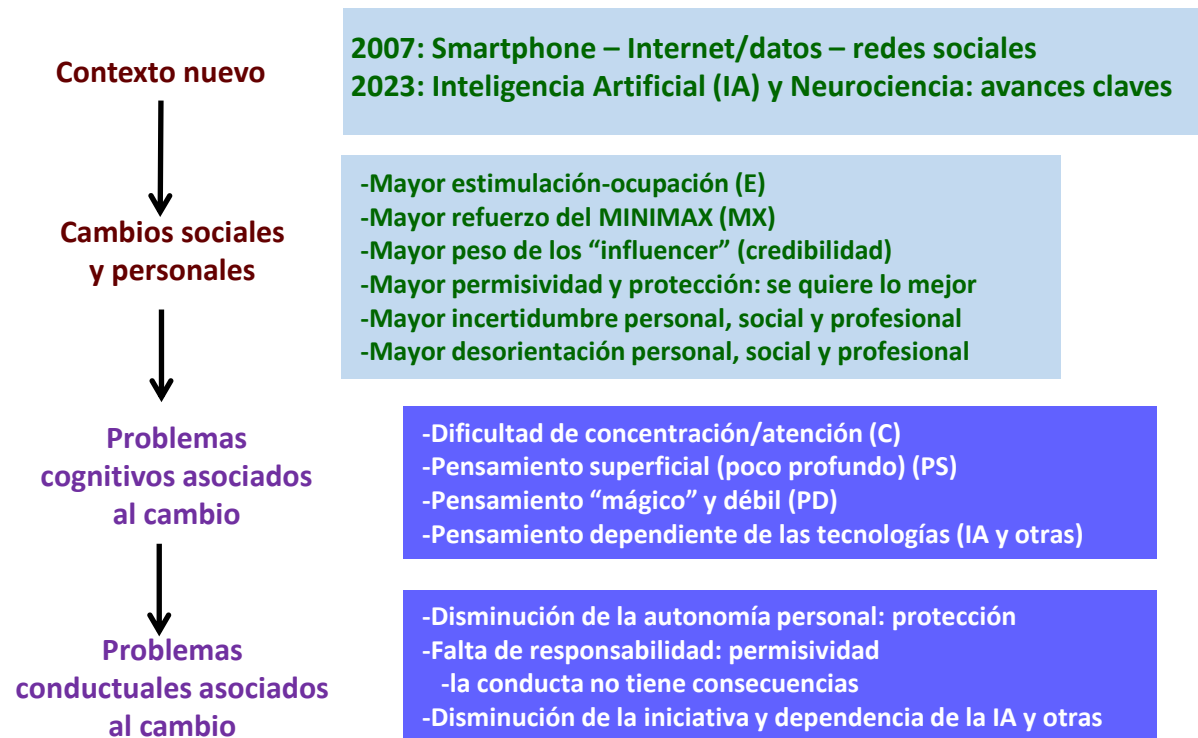 Contexto nuevo
2007: Smartphone – Internet/datos – redes sociales
2023: Inteligencia Artificial (IA) y Neurociencia: avances claves
Cambios sociales
y personales
-Mayor estimulación-ocupación (E)
-Mayor refuerzo del MINIMAX (MX)
-Mayor peso de los “influencer” (credibilidad)
-Mayor permisividad y protección: se quiere lo mejor
-Mayor incertidumbre personal, social y profesional
-Mayor desorientación personal, social y profesional
Problemas
cognitivos asociados
al cambio
-Dificultad de concentración/atención (C)
-Pensamiento superficial (poco profundo) (PS)
-Pensamiento “mágico” y débil (PD)
-Pensamiento dependiente de las tecnologías (IA y otras)
Problemas
conductuales asociados
al cambio
-Disminución de la autonomía personal: protección
-Falta de responsabilidad: permisividad
-la conducta no tiene consecuencias
-Disminución de la iniciativa y dependencia de la IA y otras